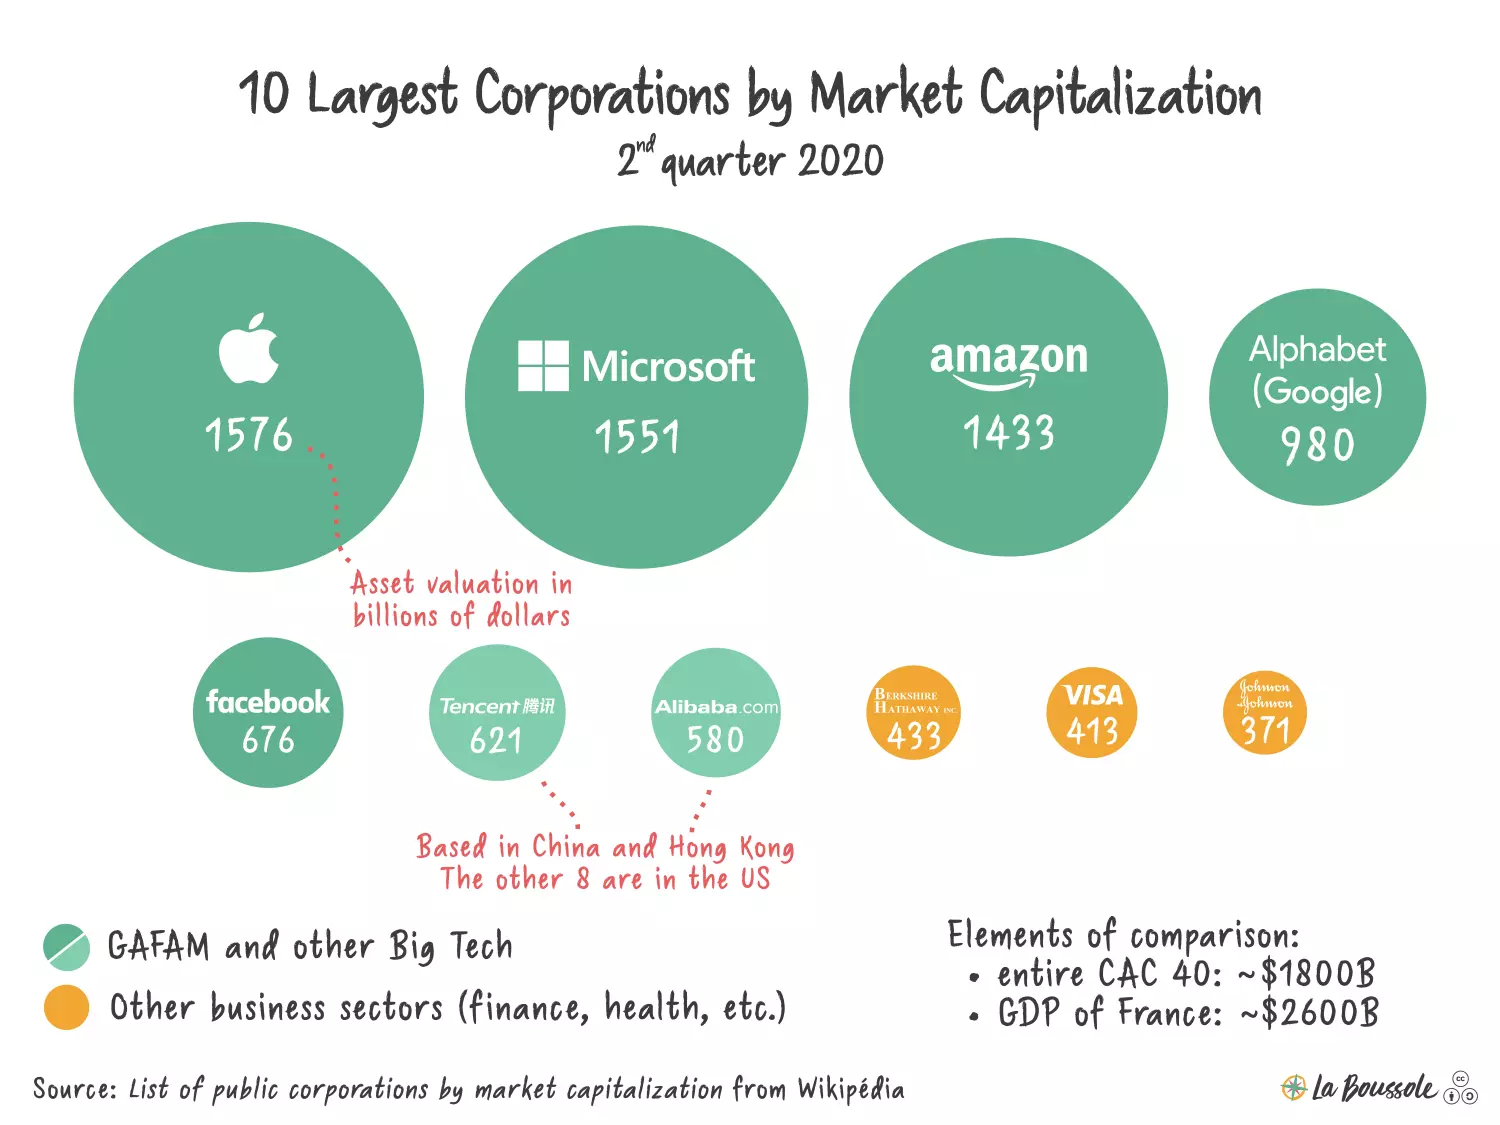 10 Largest Corporations by Market Capitalization
2nd quarter 2020
1576
Microsoft
1551
amazon
1433
Alphabet
(Google)
980
Asset valuation in
billions of dollars
facebook
676
Tencent 腾讯
621
Alibaba.com
580
BERKSHIRE
HATHAWAY INC.
433
VISA
413
Johnson
&Johnson
371
Based in China and Hong Kong
The other 8 are in the US
GAFAM and other Big Tech
Other business sectors (finance, health, etc.)
Elements of comparison:
• entire CAC 40: ~$1800B
• GDP of France: ~$2600B
Source: List of public corporations by market capitalization from Wikipédia
La Boussole
cc